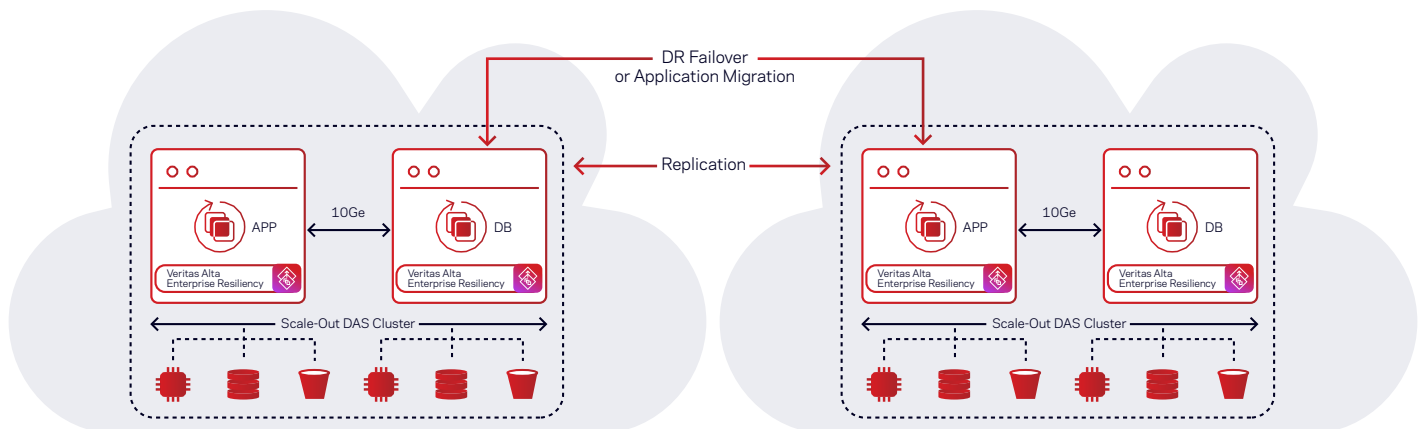 DR Failover
or Application Migration
Replication
APP
10Ge
DB
Veritas Alta
Enterprise Resiliency
Veritas Alta
Enterprise Resiliency
Scale-Out DAS Cluster
APP
10Ge
DB
Veritas Alta
Enterprise Resiliency
Veritas Alta
Enterprise Resiliency
Scale-Out DAS Cluster